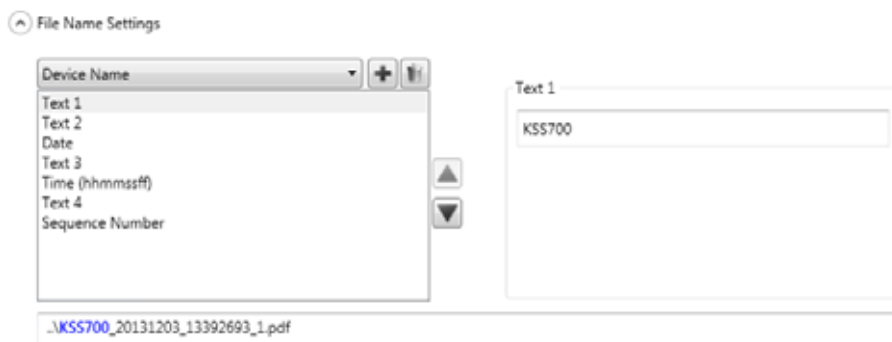 File Name Settings
Device Name
Text 1
Text 2
Date
Text 3
Time (hhmmssff)
Text 4
Sequence Number
Text 1
KSS700
..\KSS700_20131203_13392693_1.pdf